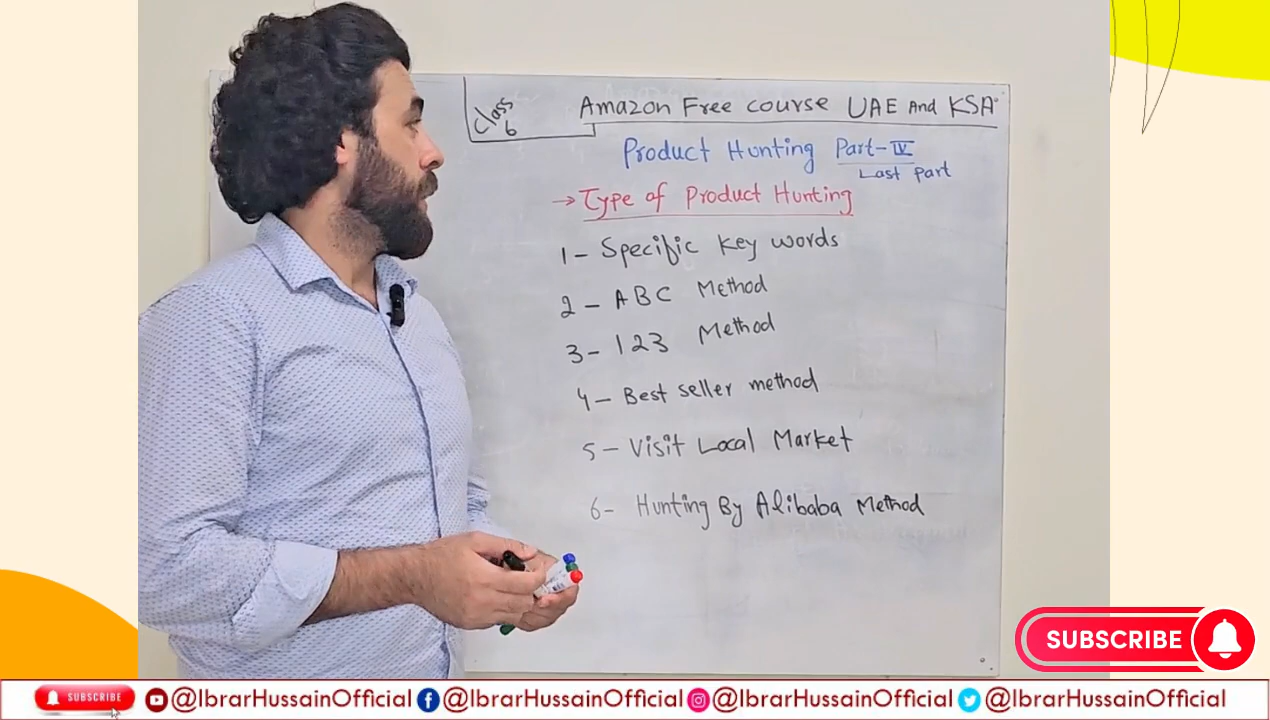 Class
6
Amazon Free course UAE And KSA
Product Hunting Part-IV
Last part
→ Type of Product Hunting
1- Specific key words
2- ABC Method
3- 123 Method
4- Best seller method
5- Visit Local Market
6- Hunting By Alibaba Method
SUBSCRIBE
SUBSCRIBE @IbrarHussainOfficial @IbrarHussainOfficial @IbrarHussainOfficial @IbrarHussainOfficial